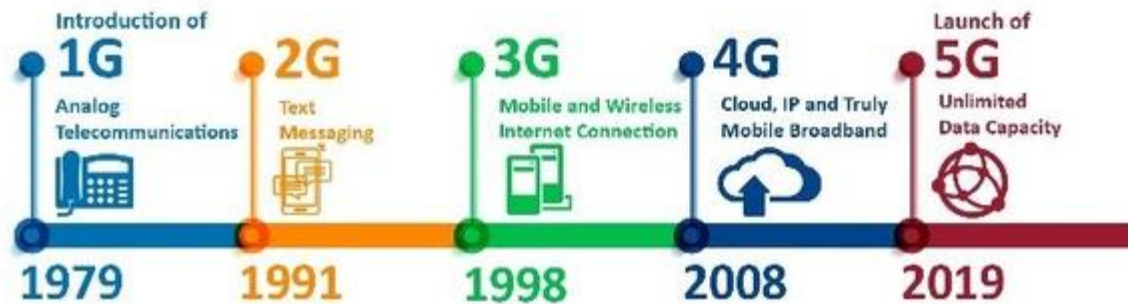 Introduction of
1G
Analog
Telecommunications
1979
2G
Text
Messaging
1991
3G
Mobile and Wireless
Internet Connection
1998
4G
Cloud, IP and Truly
Mobile Broadband
2008
Launch of
5G
Unlimited
Data Capacity
2019